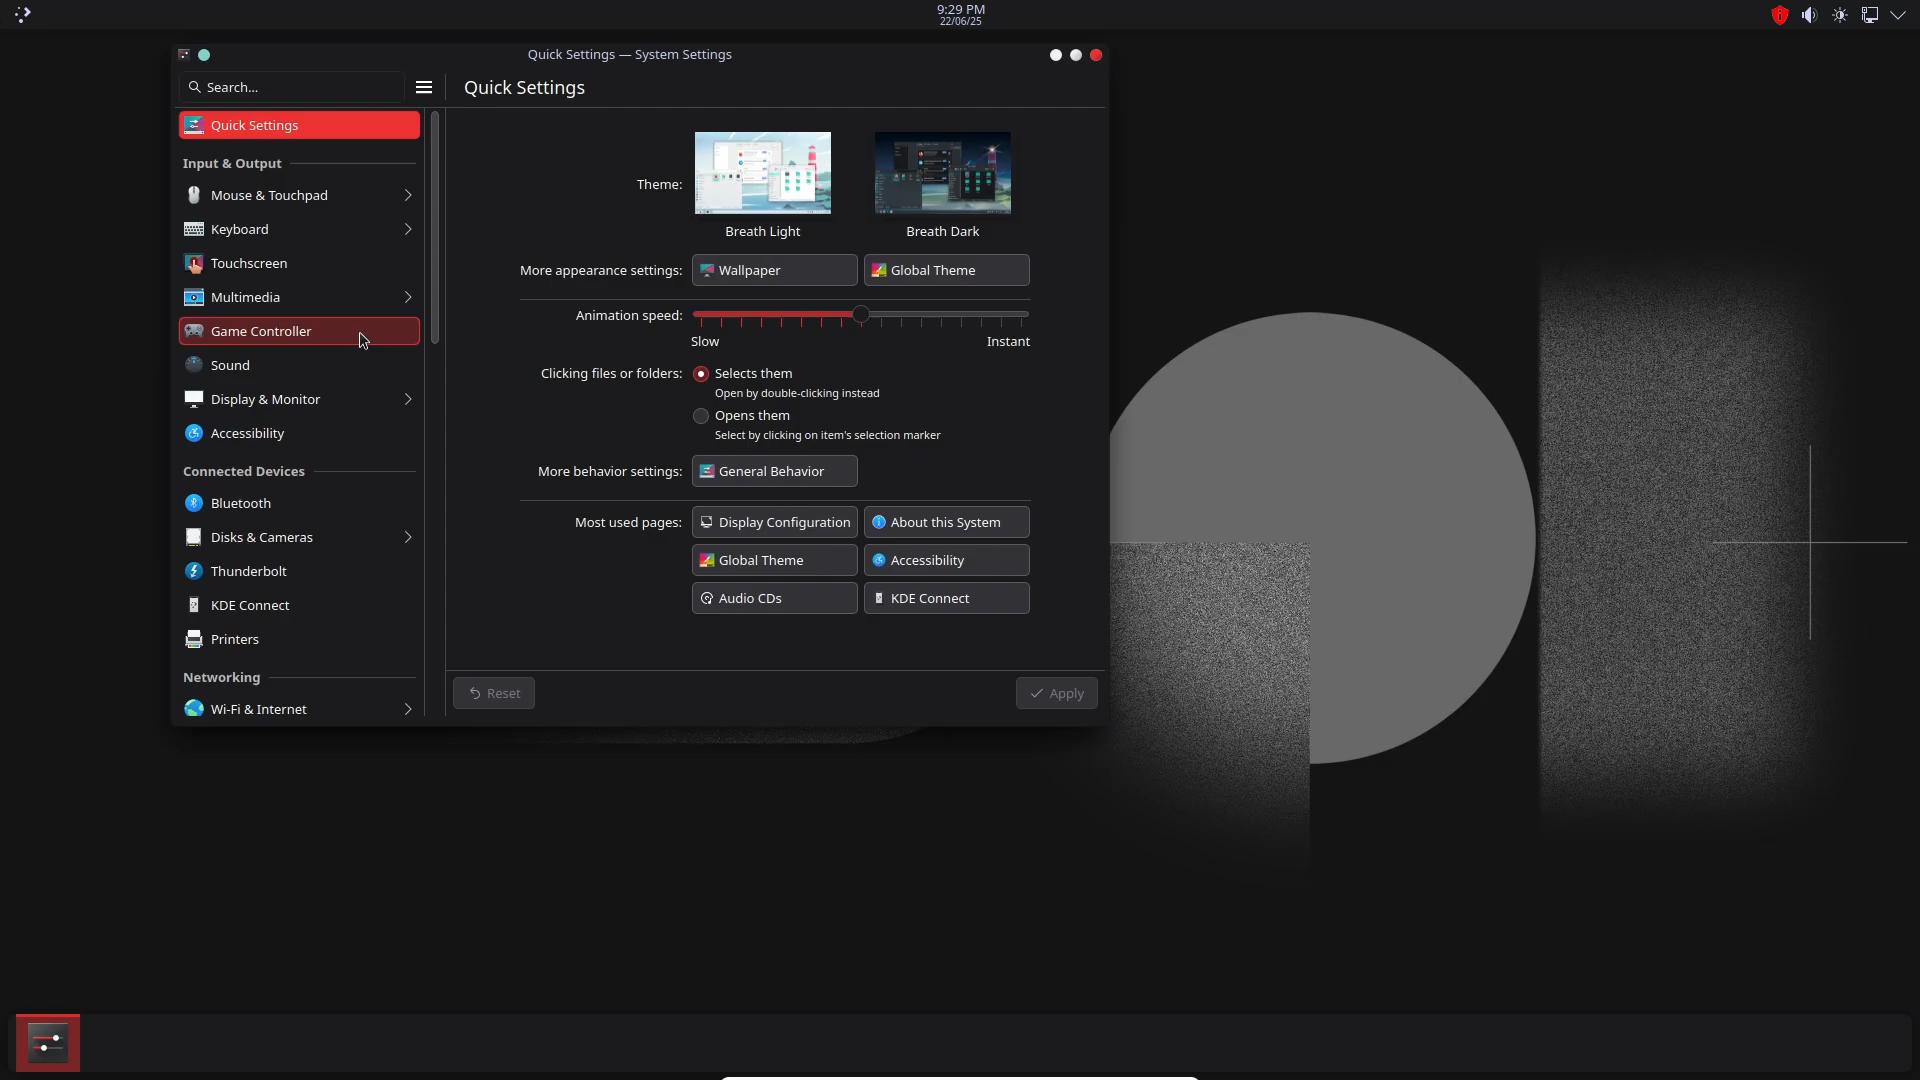 9:29 PM
22/06/25
Quick Settings — System Settings
Search...
Quick Settings
Quick Settings
Input & Output
Mouse & Touchpad
Keyboard
Touchscreen
Multimedia
Game Controller
Sound
Display & Monitor
Accessibility
Connected Devices
Bluetooth
Disks & Cameras
Thunderbolt
KDE Connect
Printers
Networking
Wi-Fi & Internet
Theme:
Breath Light
Breath Dark
More appearance settings:
Wallpaper
Global Theme
Animation speed:
Slow
Instant
Clicking files or folders:
Selects them
Open by double-clicking instead
Opens them
Select by clicking on item's selection marker
More behavior settings:
General Behavior
Most used pages:
Display Configuration
About this System
Global Theme
Accessibility
Audio CDs
KDE Connect
Reset
Apply